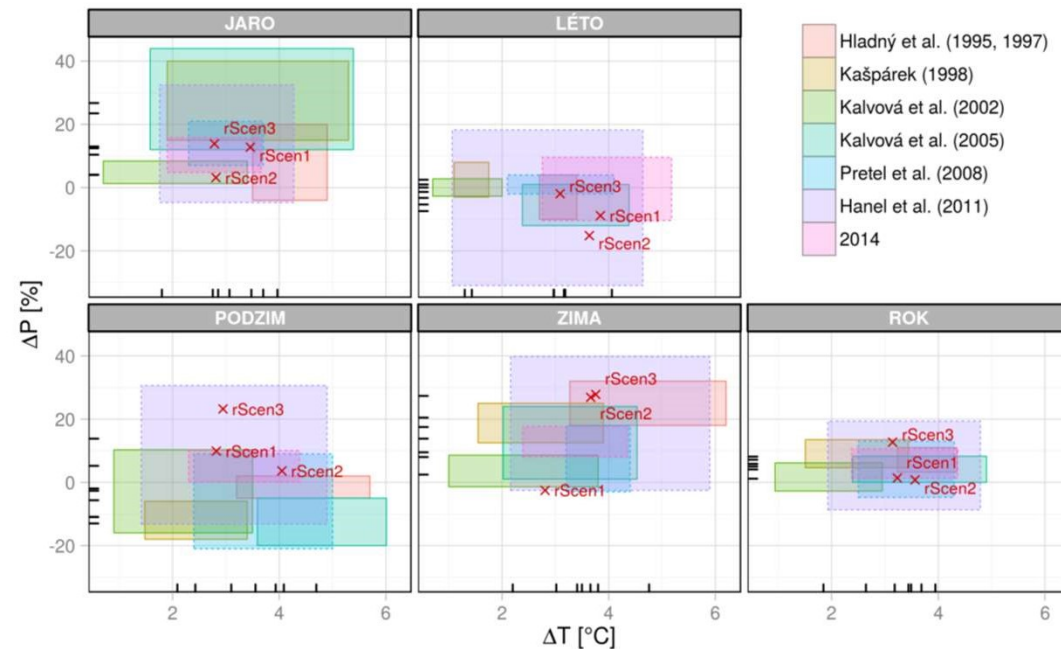 JARO
LÉTO
40
20
0
-20
rScen3
rScen1
rScen2
rScen3
rScen1
rScen2
Hladný et al. (1995, 1997)
Kašpárek (1998)
Kalvová et al. (2002)
Kalvová et al. (2005)
Pretel et al. (2008)
Hanel et al. (2011)
2014
ΔP [%]
PODZIM
ZIMA
ROK
40
20
0
-20
rScen3
rScen1
rScen2
rScen3
rScen2
rScen1
rScen3
rScen1
rScen2
2 4 6
2 4 6
2 4 6
ΔT [°C]